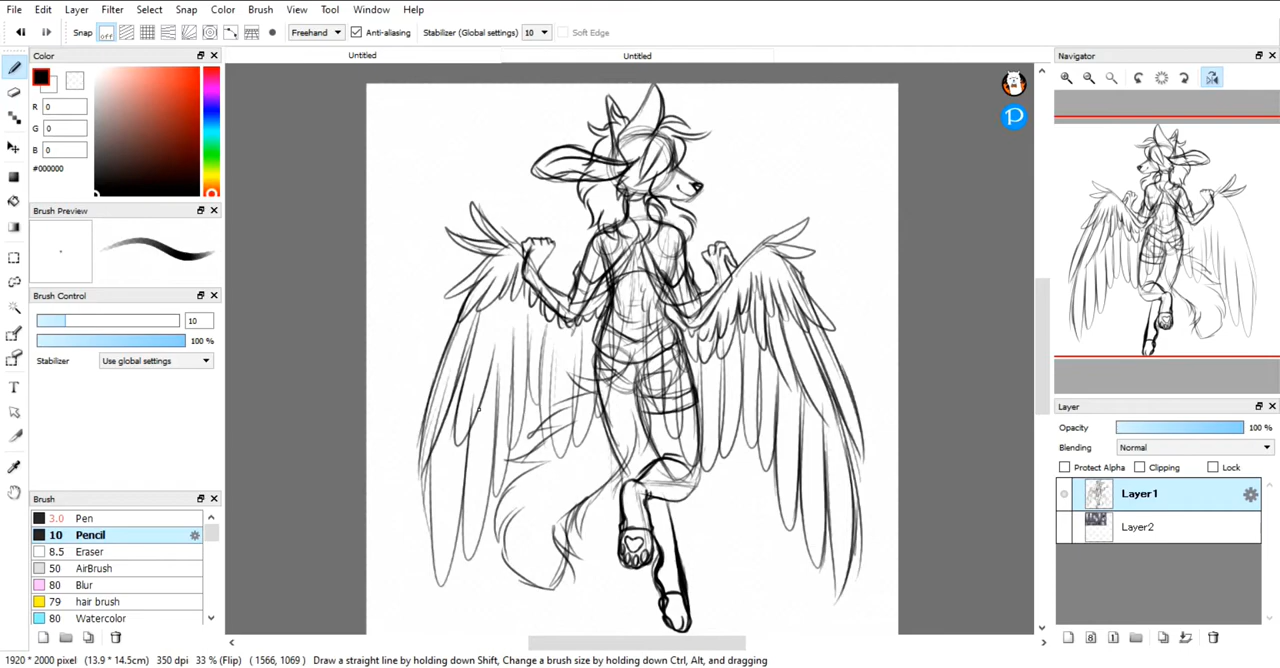 File Edit Layer Filter Select Snap Color Brush View Tool Window Help
Snap off Freehand Anti-aliasing Stabilizer (Global settings) 10 Soft Edge
Color
Untitled Untitled
Navigator
R 0
G 0
B 0
#000000
P
Brush Preview
Brush Control
10
100 %
Stabilizer Use global settings
Brush
3.0 Pen
10 Pencil
8.5 Eraser
50 AirBrush
80 Blur
79 hair brush
80 Watercolor
Layer
Opacity 100 %
Blending Normal
Protect Alpha Clipping Lock
Layer1
Layer2
8 1
T
1920 * 2000 pixel (13.9 * 14.5cm) 350 dpi 33 % (Flip) ( 1566, 1069 ) Draw a straight line by holding down Shift, Change a brush size by holding down Ctrl, Alt, and dragging